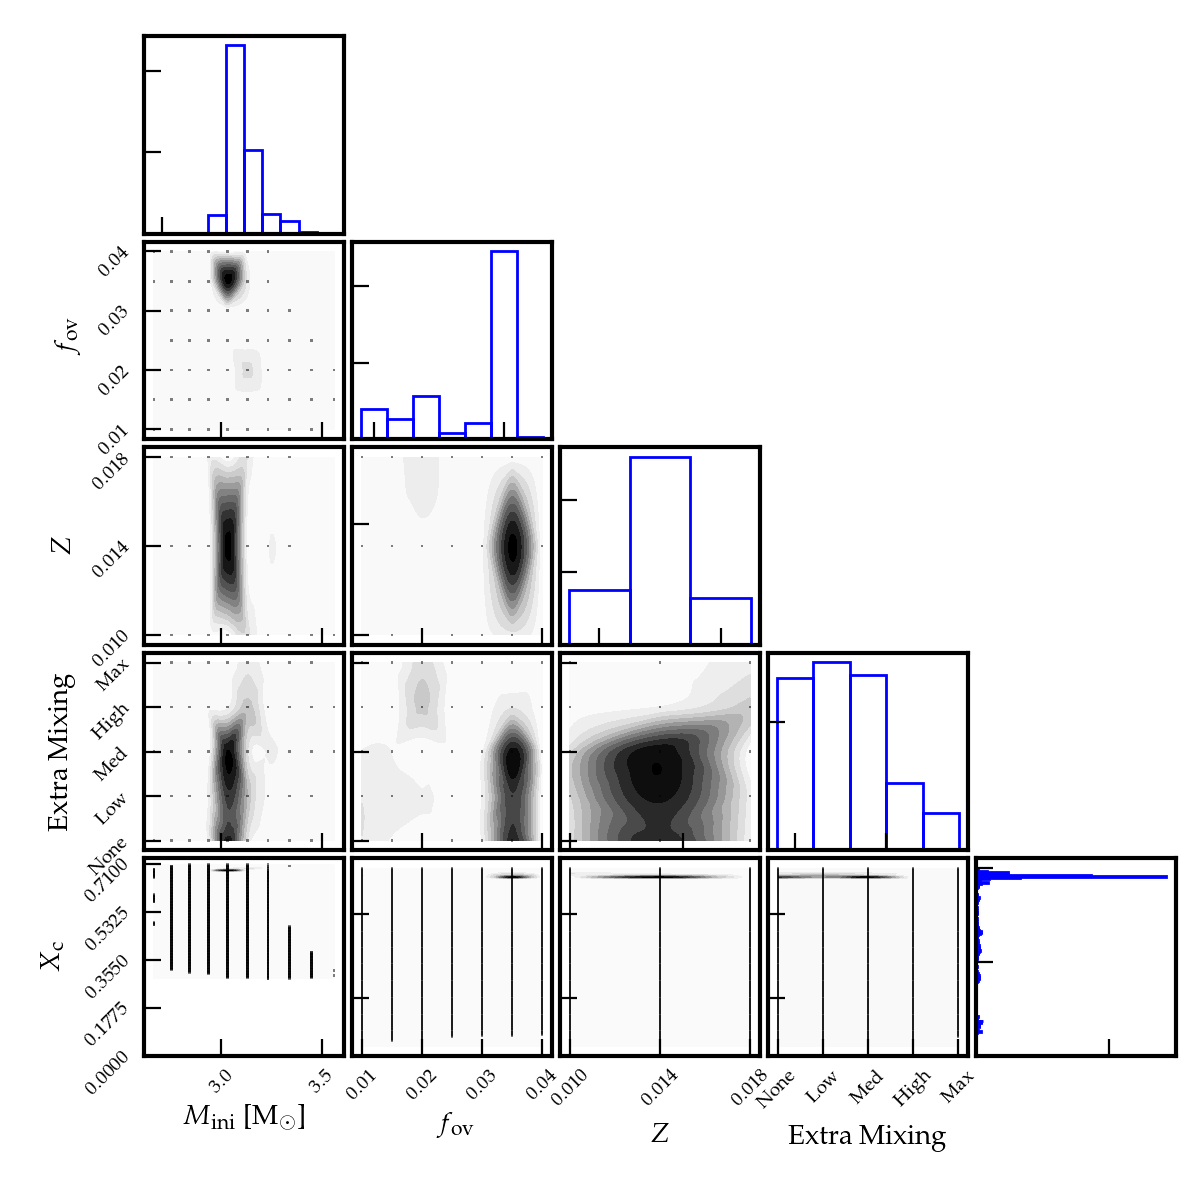 0.04
0.03
0.02
0.01
f_ov
0.018
0.014
0.010
Z
Max
High
Med
Low
None
Extra Mixing
0.7100
0.5325
0.3550
0.1775
0.0000
X_c
3.0 3.5
0.01 0.02 0.03 0.04
0.010 0.014 0.018
None Low Med High Max
M_ini [M_☉]
f_ov
Z
Extra Mixing